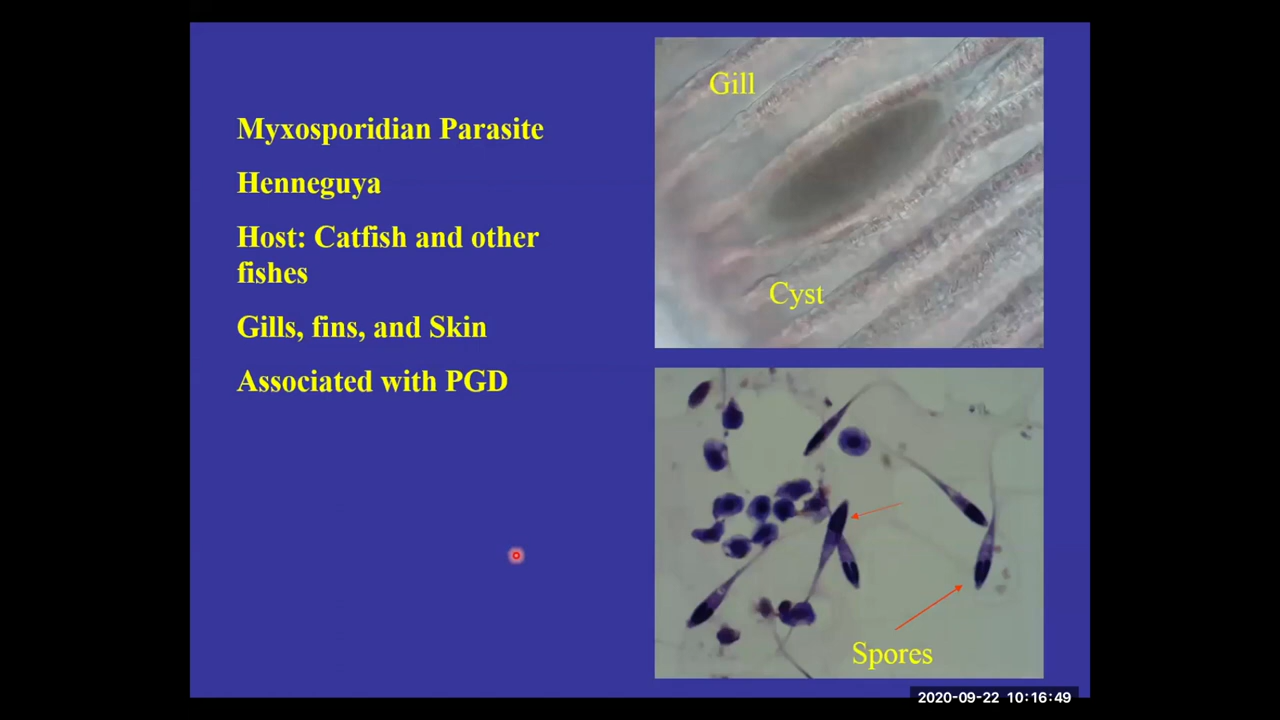 Myxosporidian Parasite
Henneguya
Host: Catfish and other
fishes
Gills, fins, and Skin
Associated with PGD
Gill
Cyst
Spores
2020-09-22 10:16:49